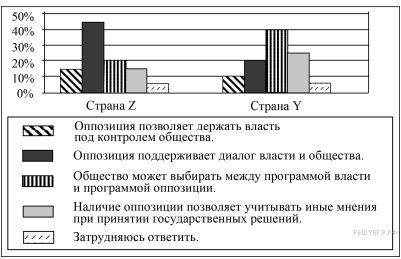 50%
40%
30%
20%
10%
0%
Страна Z
Страна Y
Оппозиция позволяет держать власть
под контролем общества.
Оппозиция поддерживает диалог власти и общества.
Общество может выбирать между программой власти
и программой оппозиции.
Наличие оппозиции позволяет учитывать иные мнения
при принятии государственных решений.
Затрудняюсь ответить.
РЕШУЕГЭ.РФ